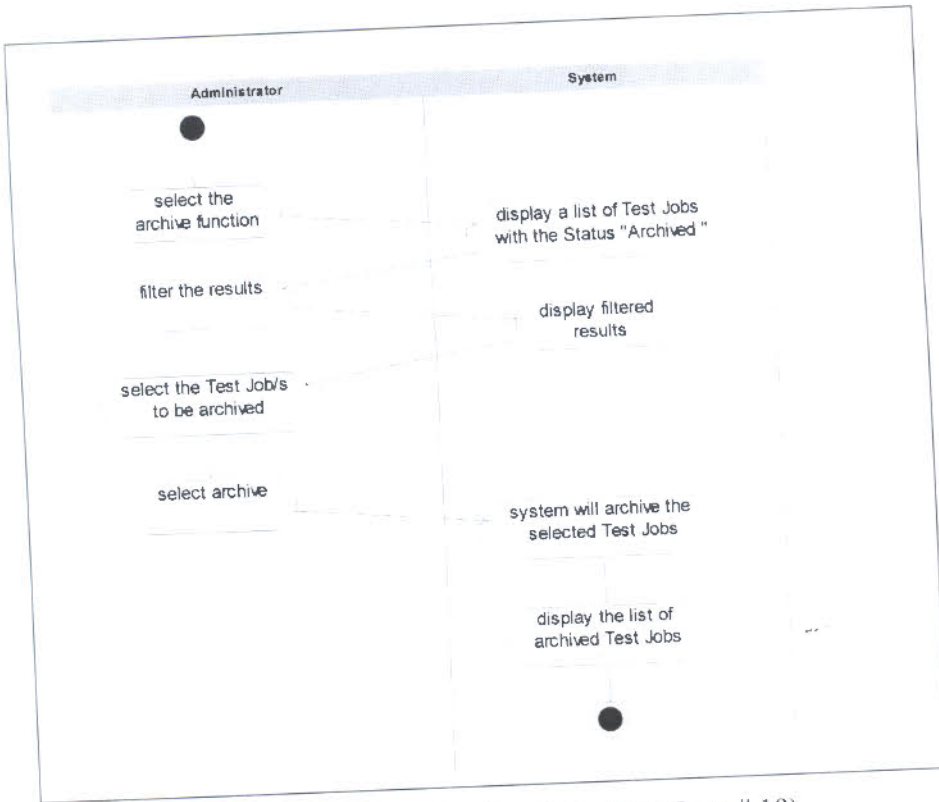 Administrator
System
select the
archive function
display a list of Test Jobs
with the Status "Archived "
filter the results
display filtered
results
select the Test Job/s
to be archived
select archive
system will archive the
selected Test Jobs
display the list of
archived Test Jobs